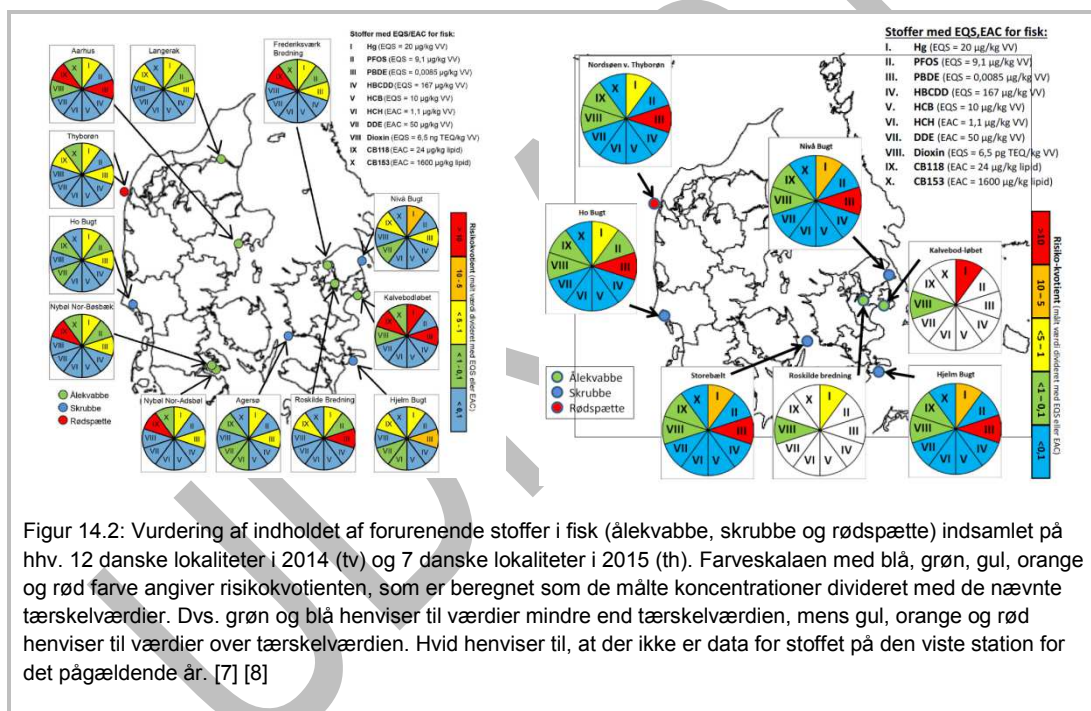 Aarhus
Langerak
Frederiksværk
Bredning
Stoffer med EQS/EAC for fisk:
I Hg (EQS = 20 µg/kg VV)
II PFOS (EQS = 9,1 µg/kg VV)
III PBDE (EQS = 0,0085 µg/kg VV)
IV HBCDD (EQS = 167 µg/kg VV)
V HCB (EQS = 10 µg/kg VV)
VI HCH (EAC = 1,1 µg/kg VV)
VII DDE (EAC = 50 µg/kg VV)
VIII Dioxin (EQS = 6,5 ng TEQ/kg VV)
IX CB118 (EAC = 24 µg/kg lipid)
X CB153 (EAC = 1600 µg/kg lipid)
Thyborøn
Ho Bugt
Nybøl Nor-Bøsbæk
Nivå Bugt
Kalvebodløbet
Nybøl Nor-Adsbøl
Agersø
Roskilde Bredning
Hjelm Bugt
Ålekvabbe
Skrubbe
Rødspætte
> 10
10 - 5
< 5 - 1
< 1 - 0,1
< 0,1
Risikokvotient (målt værdi divideret med EQS eller EAC)
Stoffer med EQS,EAC for fisk:
I. Hg (EQS = 20 µg/kg VV)
II. PFOS (EQS = 9,1 µg/kg VV)
III. PBDE (EQS = 0,0085 µg/kg VV)
IV. HBCDD (EQS = 167 µg/kg VV)
V. HCB (EQS = 10 µg/kg VV)
VI. HCH (EAC = 1,1 µg/kg VV)
VII. DDE (EAC = 50 µg/kg VV)
VIII. Dioxin (EQS = 6,5 pg TEQ/kg VV)
IX. CB118 (EAC = 24 µg/kg lipid)
X. CB153 (EAC = 1600 µg/kg lipid)
Nordsøen v. Thyborøn
Nivå Bugt
Ho Bugt
Kalvebod-løbet
Storebælt
Roskilde bredning
Hjelm Bugt
Ålekvabbe
Skrubbe
Rødspætte
>10
10 – 5
<5 – 1
<1 – 0,1
<0,1
Risiko-kvotient (målt værdi divideret med EQS eller EAC)
Figur 14.2: Vurdering af indholdet af forurenende stoffer i fisk (ålekvabbe, skrubbe og rødspætte) indsamlet på
hhv. 12 danske lokaliteter i 2014 (tv) og 7 danske lokaliteter i 2015 (th). Farveskalaen med blå, grøn, gul, orange
og rød farve angiver risikokvotienten, som er beregnet som de målte koncentrationer divideret med de nævnte
tærskelværdier. Dvs. grøn og blå henviser til værdier mindre end tærskelværdien, mens gul, orange og rød
henviser til værdier over tærskelværdien. Hvid henviser til, at der ikke er data for stoffet på den viste station for
det pågældende år. [7] [8]